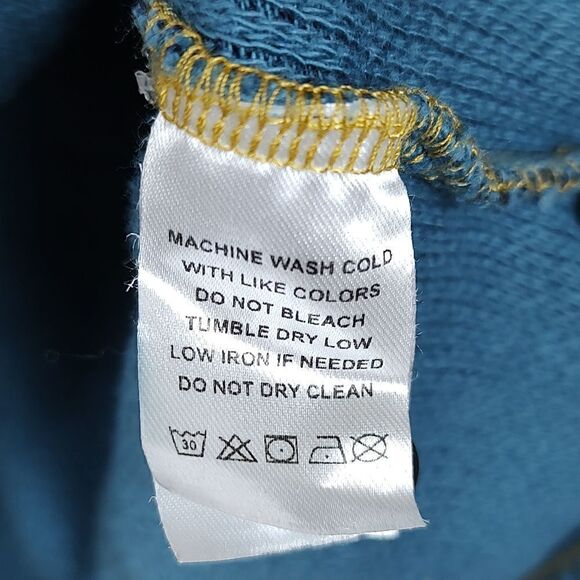 MACHINE WASH COLD
WITH LIKE COLORS
DO NOT BLEACH
TUMBLE DRY LOW
LOW IRON IF NEEDED
DO NOT DRY CLEAN
30